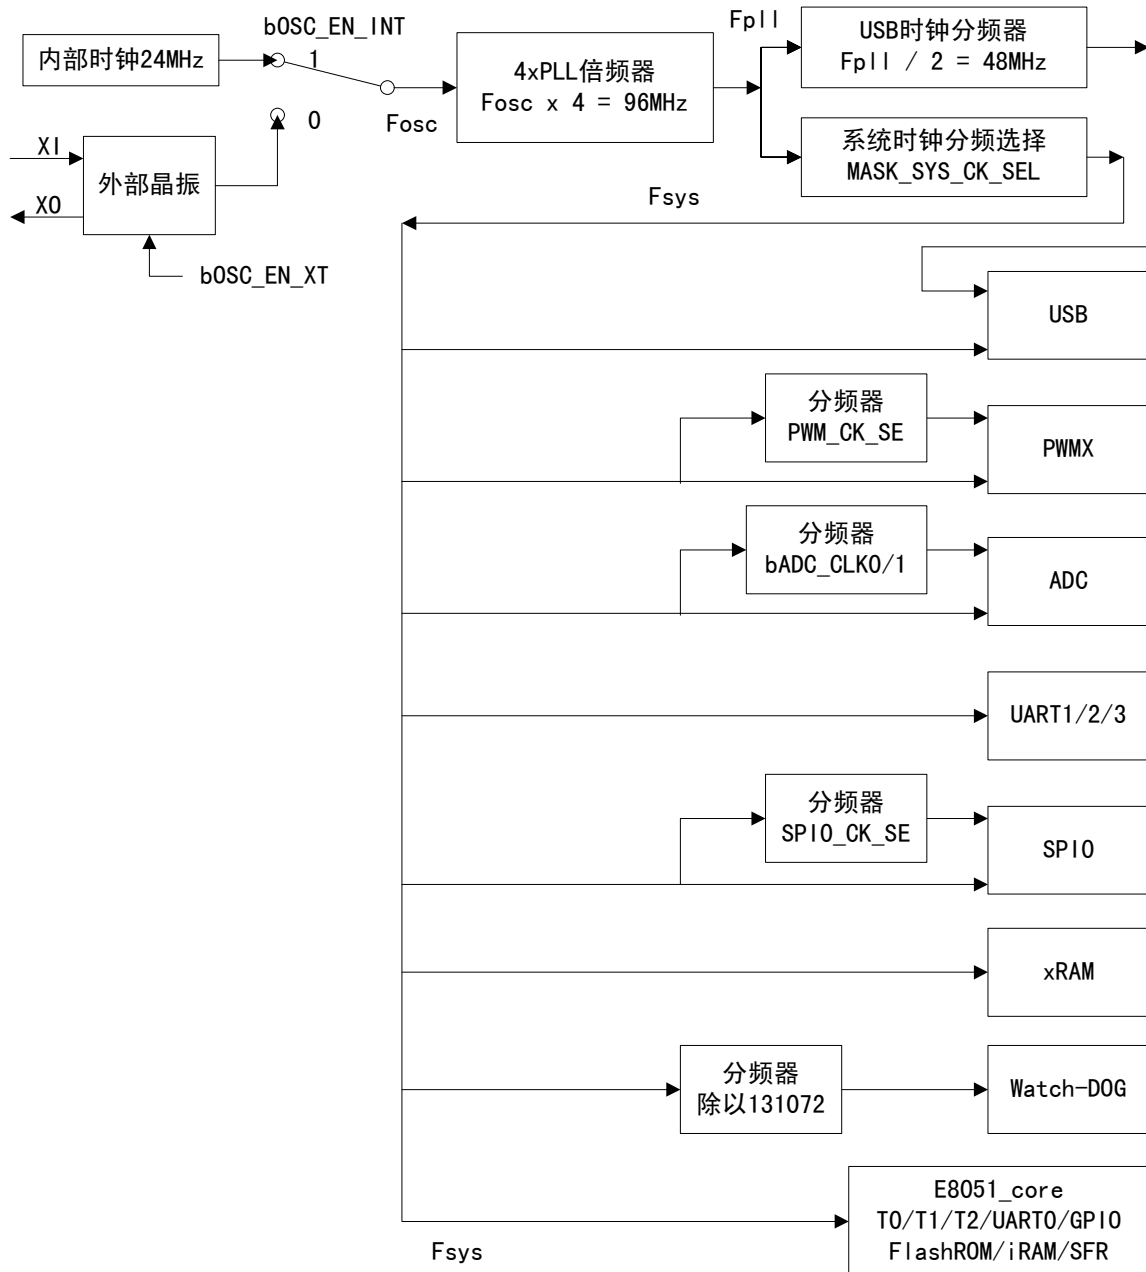 bOSC_EN_INT
Fpll
内部时钟24MHz
1
0
4xPLL倍频器
Fosc x 4 = 96MHz
Fosc
USB时钟分频器
Fpll / 2 = 48MHz
系统时钟分频选择
MASK_SYS_CK_SEL
XI
外部晶振
XO
bOSC_EN_XT
Fsys
USB
分频器
PWM_CK_SE
PWMX
分频器
bADC_CLK0/1
ADC
UART1/2/3
分频器
SPI0_CK_SE
SPI0
xRAM
分频器
除以131072
Watch-DOG
E8051_core
T0/T1/T2/UART0/GPIO
FlashROM/iRAM/SFR
Fsys